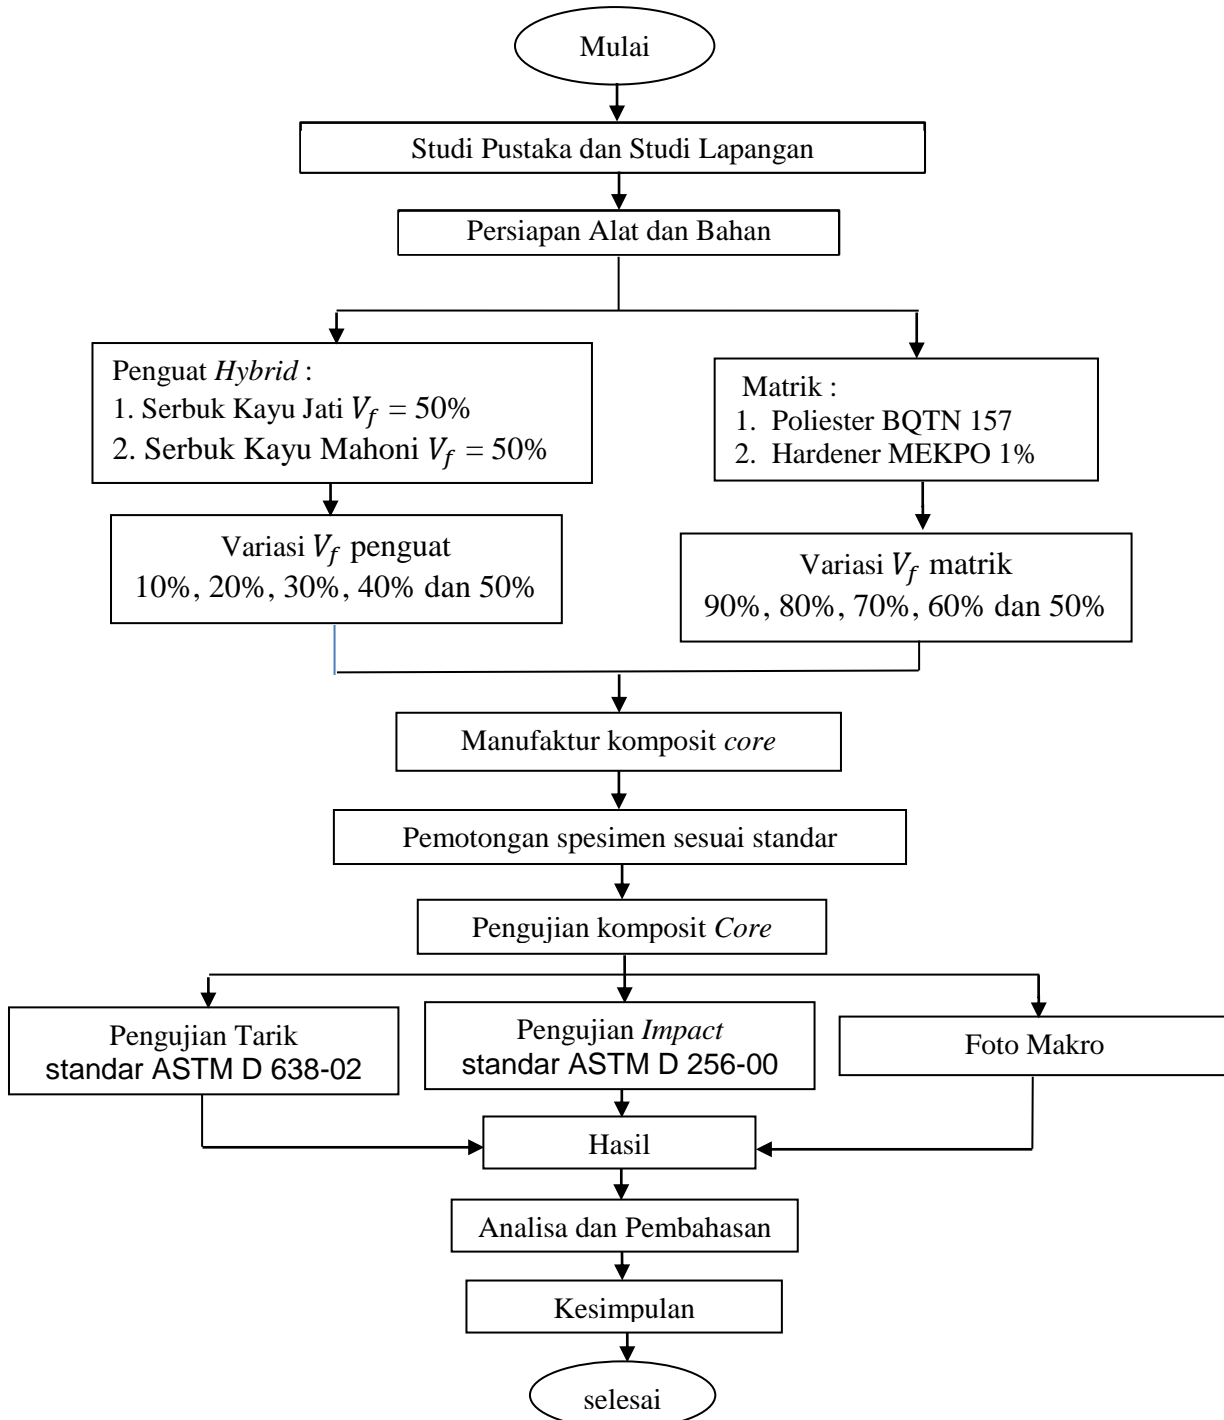 Mulai
Studi Pustaka dan Studi Lapangan
Persiapan Alat dan Bahan
Penguat Hybrid :
1. Serbuk Kayu Jati V_f = 50%
2. Serbuk Kayu Mahoni V_f = 50%
Matrik :
1. Poliester BQTN 157
2. Hardener MEKPO 1%
Variasi V_f penguat
10%, 20%, 30%, 40% dan 50%
Variasi V_f matrik
90%, 80%, 70%, 60% dan 50%
Manufaktur komposit core
Pemotongan spesimen sesuai standar
Pengujian komposit Core
Pengujian Tarik
standar ASTM D 638-02
Pengujian Impact
standar ASTM D 256-00
Foto Makro
Hasil
Analisa dan Pembahasan
Kesimpulan
selesai